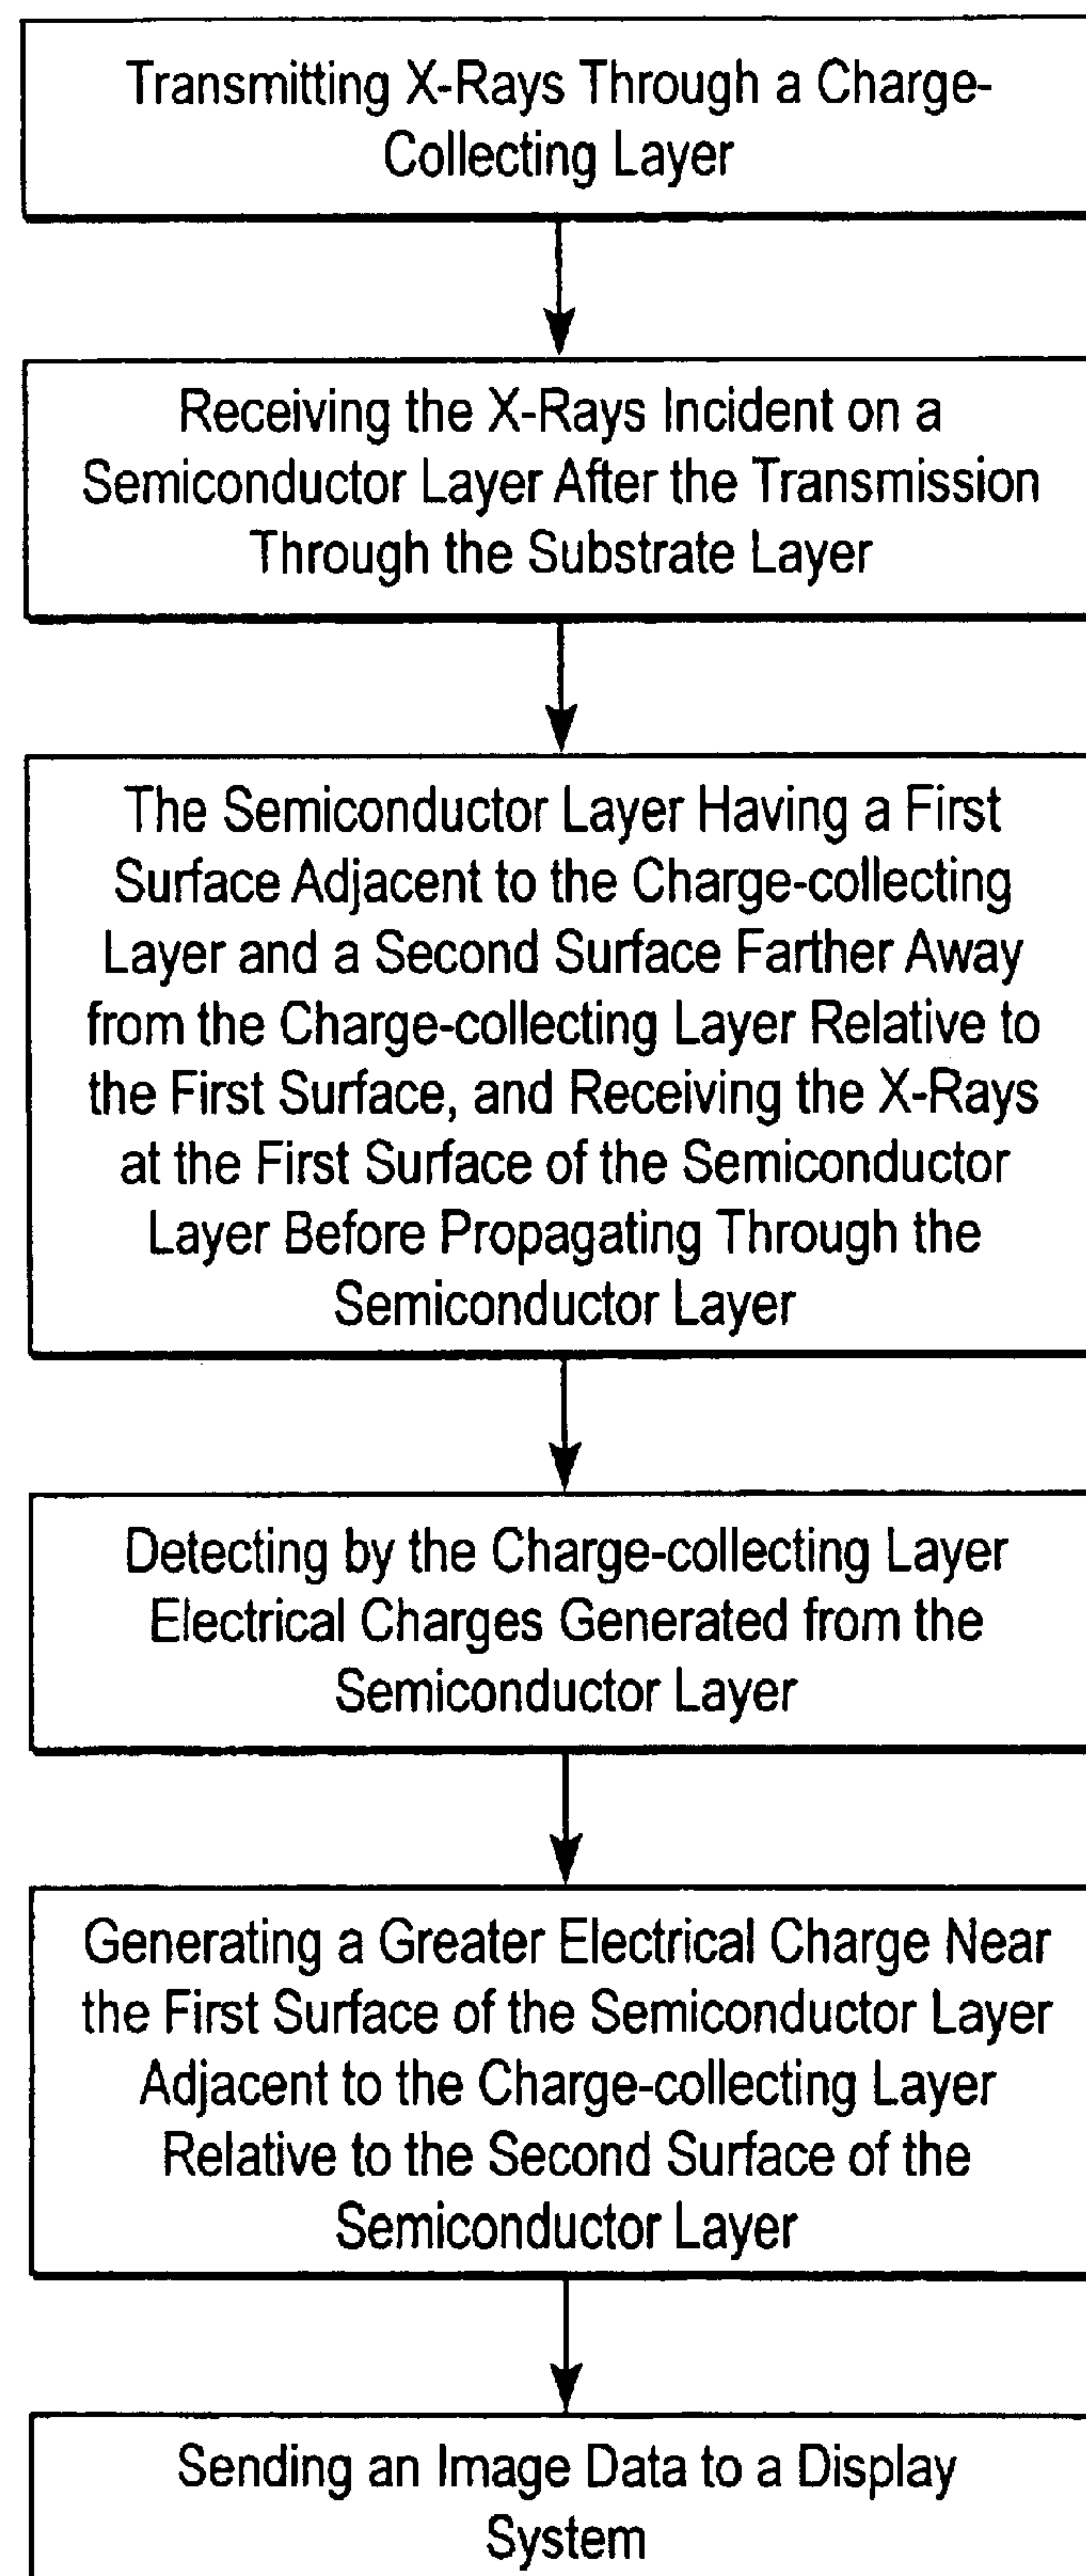 Transmitting X-Rays Through a Charge-
Collecting Layer
Receiving the X-Rays Incident on a
Semiconductor Layer After the Transmission
Through the Substrate Layer
The Semiconductor Layer Having a First
Surface Adjacent to the Charge-collecting
Layer and a Second Surface Farther Away
from the Charge-collecting Layer Relative to
the First Surface, and Receiving the X-Rays
at the First Surface of the Semiconductor
Layer Before Propagating Through the
Semiconductor Layer
Detecting by the Charge-collecting Layer
Electrical Charges Generated from the
Semiconductor Layer
Generating a Greater Electrical Charge Near
the First Surface of the Semiconductor Layer
Adjacent to the Charge-collecting Layer
Relative to the Second Surface of the
Semiconductor Layer
Sending an Image Data to a Display
System